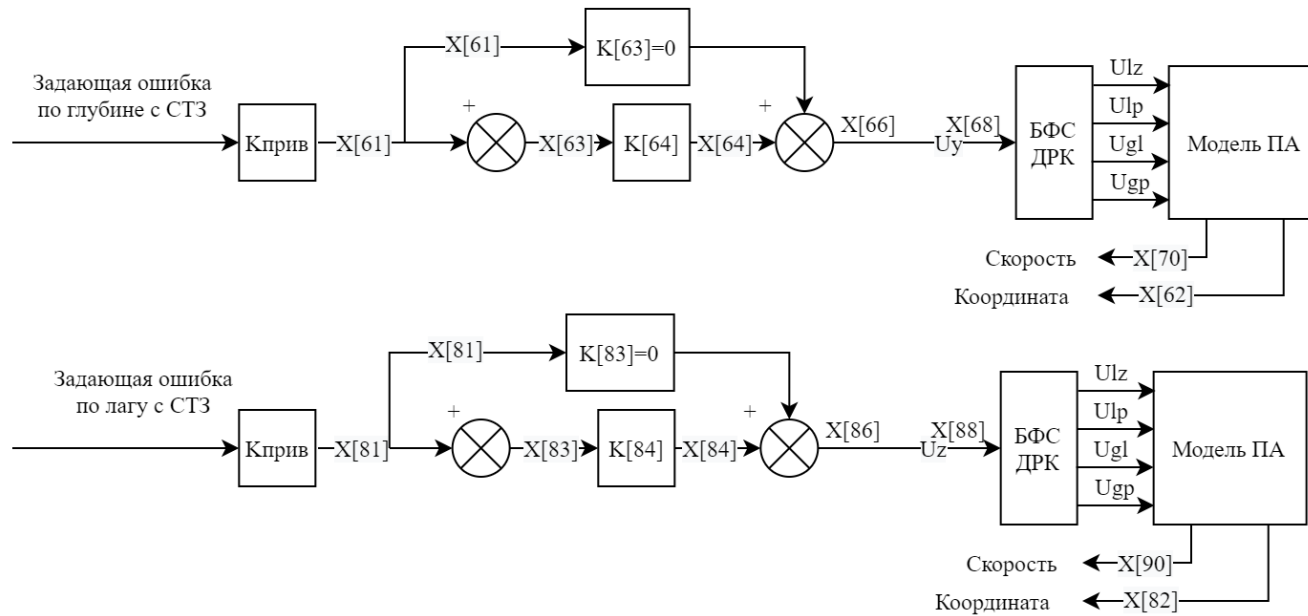 X[61]
K[63]=0
Задающая ошибка
по глубине с СТЗ
Kприв
X[61]
+
X[63]
K[64]
X[64]
+
X[66]
X[68]
Uy
БФС
ДРК
Ulz
Ulp
Ugl
Ugp
Модель ПА
Скорость
X[70]
Координата
X[62]
X[81]
K[83]=0
Задающая ошибка
по лагу с СТЗ
Kприв
X[81]
+
X[83]
K[84]
X[84]
+
X[86]
X[88]
Uz
БФС
ДРК
Ulz
Ulp
Ugl
Ugp
Модель ПА
Скорость
X[90]
Координата
X[82]